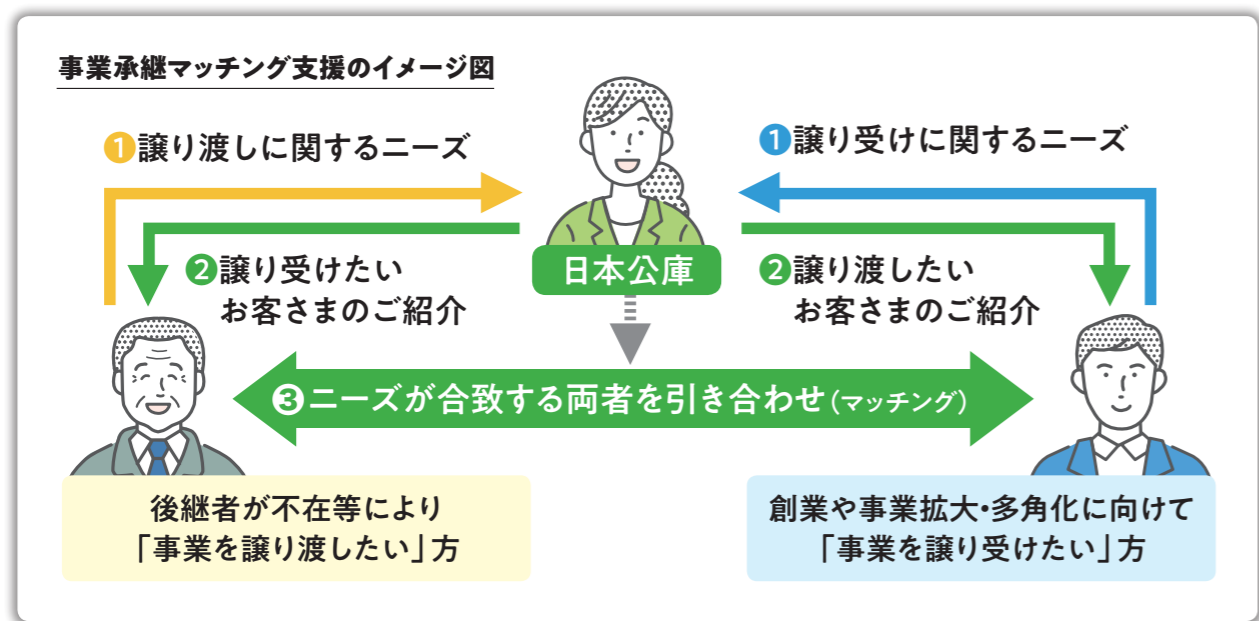 事業承継マッチング支援のイメージ図
❶譲り渡しに関するニーズ
❶譲り受けに関するニーズ
❷譲り受けたい
お客さまのご紹介
日本公庫
❷譲り渡したい
お客さまのご紹介
❸ニーズが合致する両者を引き合わせ(マッチング)
後継者が不在等により
「事業を譲り渡したい」方
創業や事業拡大・多角化に向けて
「事業を譲り受けたい」方